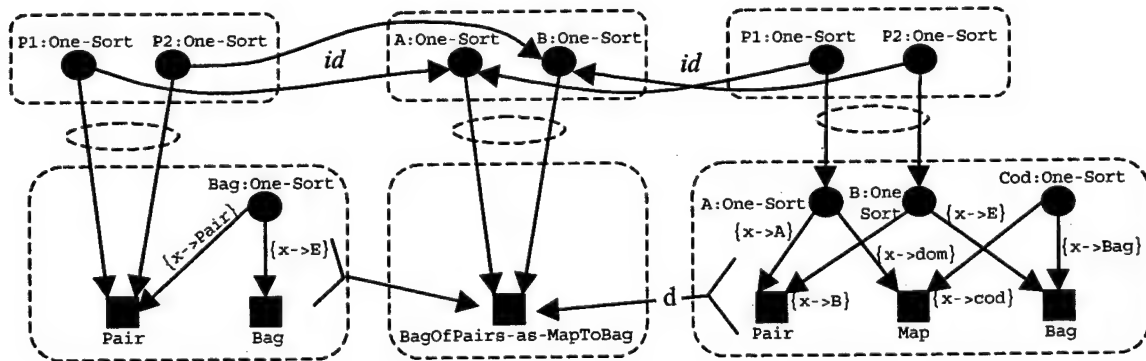 P1:One-Sort P2:One-Sort
A:One-Sort B:One-Sort
P1:One-Sort P2:One-Sort
id
id
Bag:One-Sort
{x->Pair}
{x->E}
Pair
Bag
BagOfPairs-as-MapToBag
d
A:One-Sort
B:One
Sort
Cod:One-Sort
{x->A}
{x->E}
{x->dom}
{x->Bag}
{x->B}
{x->cod}
Pair
Map
Bag